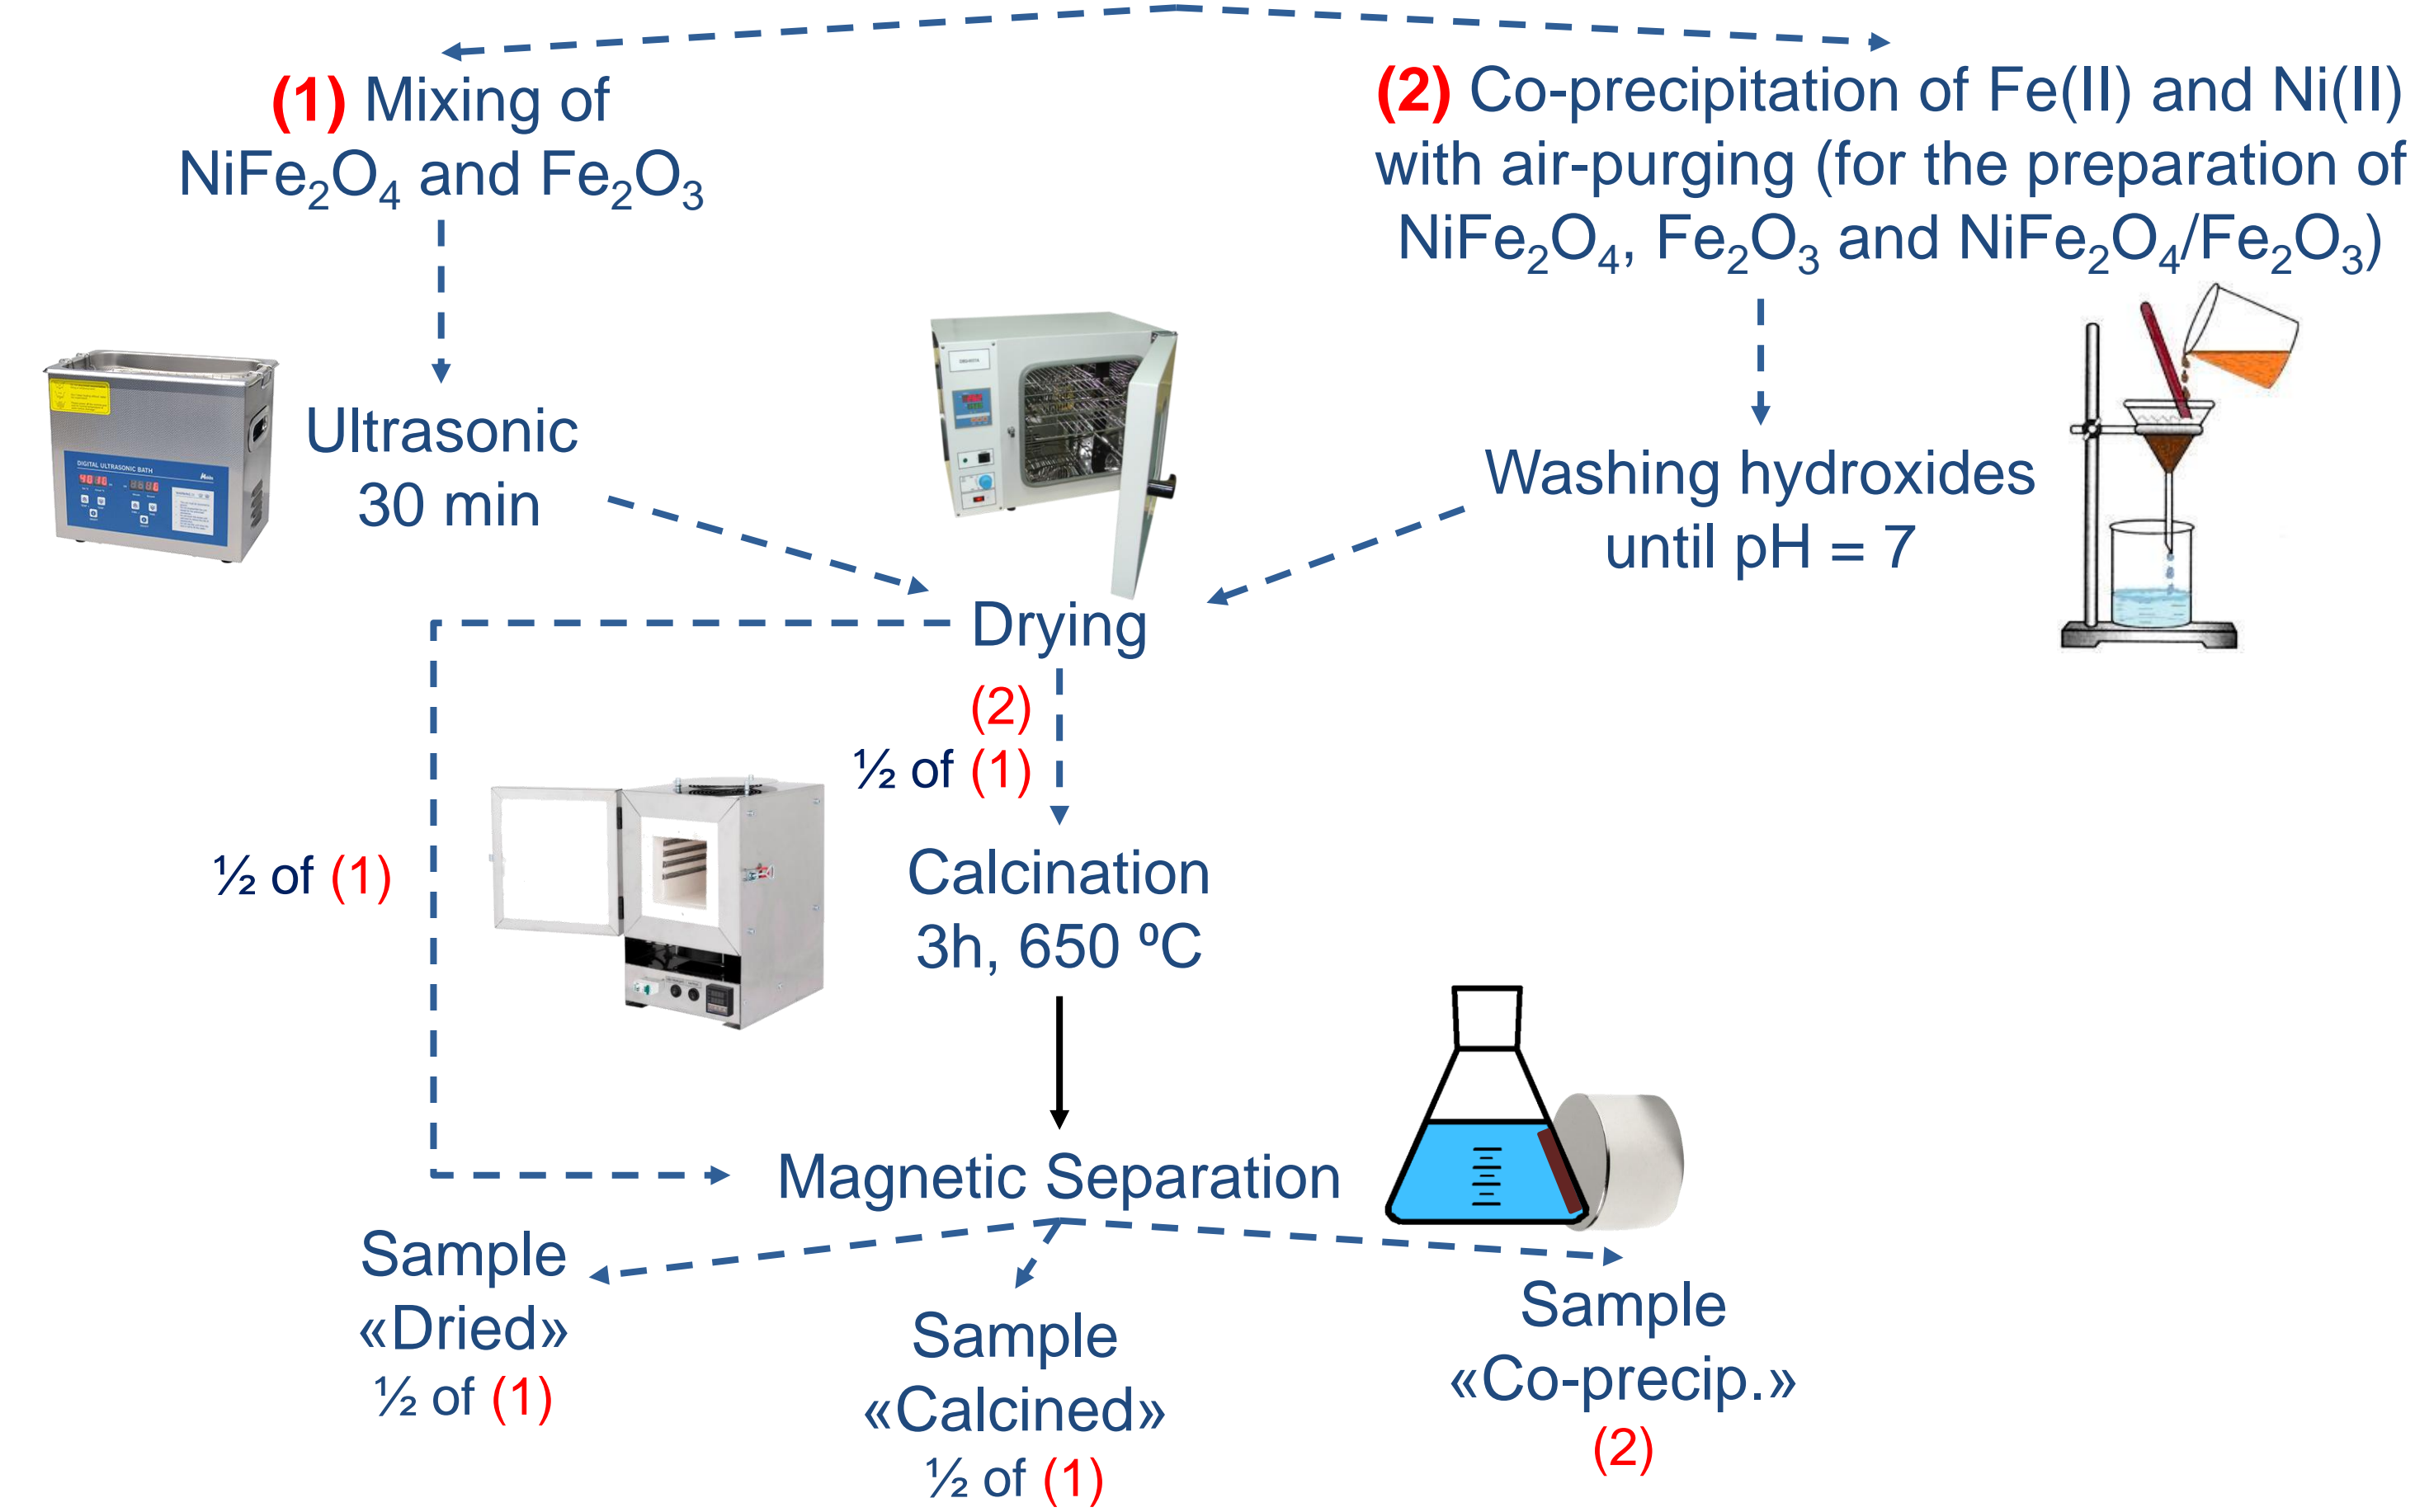 (1) Mixing of
NiFe₂O₄ and Fe₂O₃
(2) Co-precipitation of Fe(II) and Ni(II)
with air-purging (for the preparation of
NiFe₂O₄, Fe₂O₃ and NiFe₂O₄/Fe₂O₃)
DIGITAL ULTRASONIC BATH
Ultrasonic
30 min
Washing hydroxides
until pH = 7
Drying
(2)
½ of (1)
½ of (1)
Calcination
3h, 650 ºC
Magnetic Separation
Sample
«Dried»
½ of (1)
Sample
«Calcined»
½ of (1)
Sample
«Co-precip.»
(2)